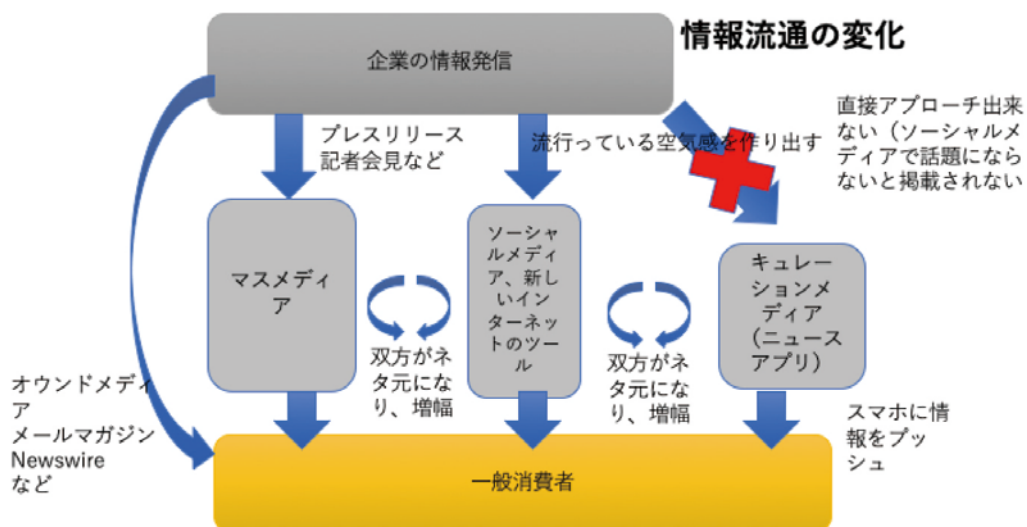 情報流通の変化
企業の情報発信
プレスリリース
記者会見など
流行っている空気感を作り出す
直接アプローチ出来
ない（ソーシャルメ
ディアで話題になら
ないと掲載されない
マスメディ
ア
ソーシャ
ルメディ
ア、新し
いイン
ターネッ
トのツー
ル
キュレー
ションメ
ディア
（ニュース
アプリ）
双方がネ
タ元にな
り、増幅
双方がネ
タ元にな
り、増幅
オウンドメディ
ア
メールマガジン
Newswire
など
スマホに情
報をプッ
シュ
一般消費者